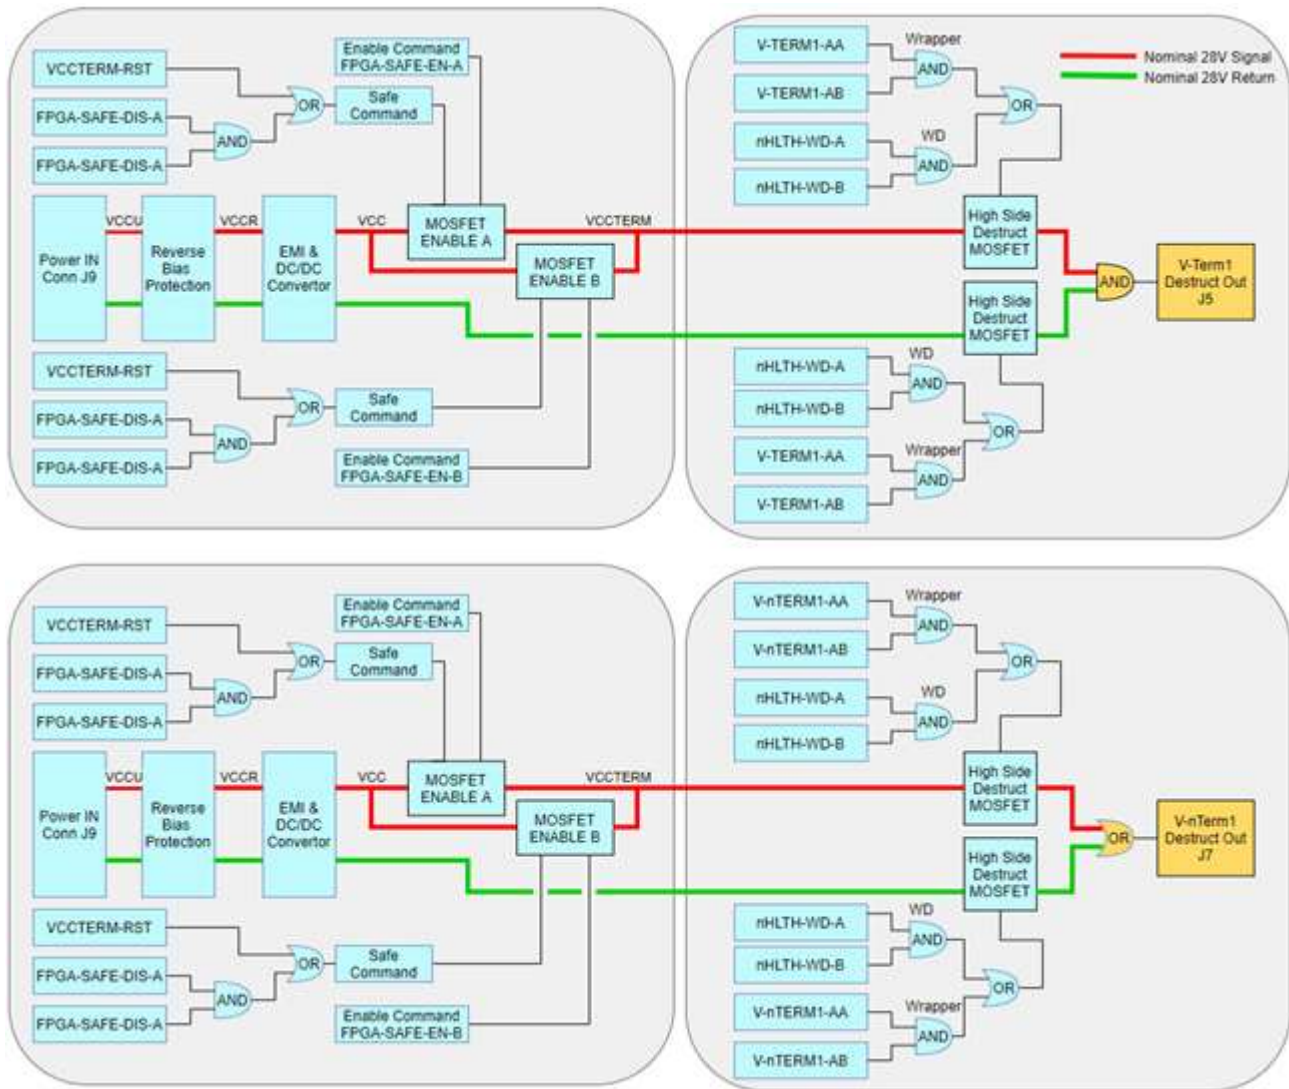 VCCTERM-RST
FPGA-SAFE-DIS-A
FPGA-SAFE-DIS-A
AND
OR
Safe
Command
Enable Command
FPGA-SAFE-EN-A
Power IN
Conn J9
VCCU
Reverse
Bias
Protection
VCCR
EMI &
DC/DC
Convertor
VCC
MOSFET
ENABLE A
MOSFET
ENABLE B
VCCTERM
VCCTERM-RST
FPGA-SAFE-DIS-A
FPGA-SAFE-DIS-A
AND
OR
Safe
Command
Enable Command
FPGA-SAFE-EN-B
V-TERM1-AA
V-TERM1-AB
Wrapper
AND
nHLTH-WD-A
nHLTH-WD-B
WD
AND
OR
Nominal 28V Signal
Nominal 28V Return
High Side
Destruct
MOSFET
High Side
Destruct
MOSFET
AND
V-Term1
Destruct Out
J5
nHLTH-WD-A
nHLTH-WD-B
WD
AND
OR
V-TERM1-AA
V-TERM1-AB
Wrapper
AND
VCCTERM-RST
FPGA-SAFE-DIS-A
FPGA-SAFE-DIS-A
AND
OR
Safe
Command
Enable Command
FPGA-SAFE-EN-A
Power IN
Conn J9
VCCU
Reverse
Bias
Protection
VCCR
EMI &
DC/DC
Convertor
VCC
MOSFET
ENABLE A
MOSFET
ENABLE B
VCCTERM
VCCTERM-RST
FPGA-SAFE-DIS-A
FPGA-SAFE-DIS-A
AND
OR
Safe
Command
Enable Command
FPGA-SAFE-EN-B
V-nTERM1-AA
V-nTERM1-AB
Wrapper
AND
nHLTH-WD-A
nHLTH-WD-B
WD
AND
OR
High Side
Destruct
MOSFET
High Side
Destruct
MOSFET
OR
V-nTerm1
Destruct Out
J7
nHLTH-WD-A
nHLTH-WD-B
WD
AND
OR
V-nTERM1-AA
V-nTERM1-AB
Wrapper
AND